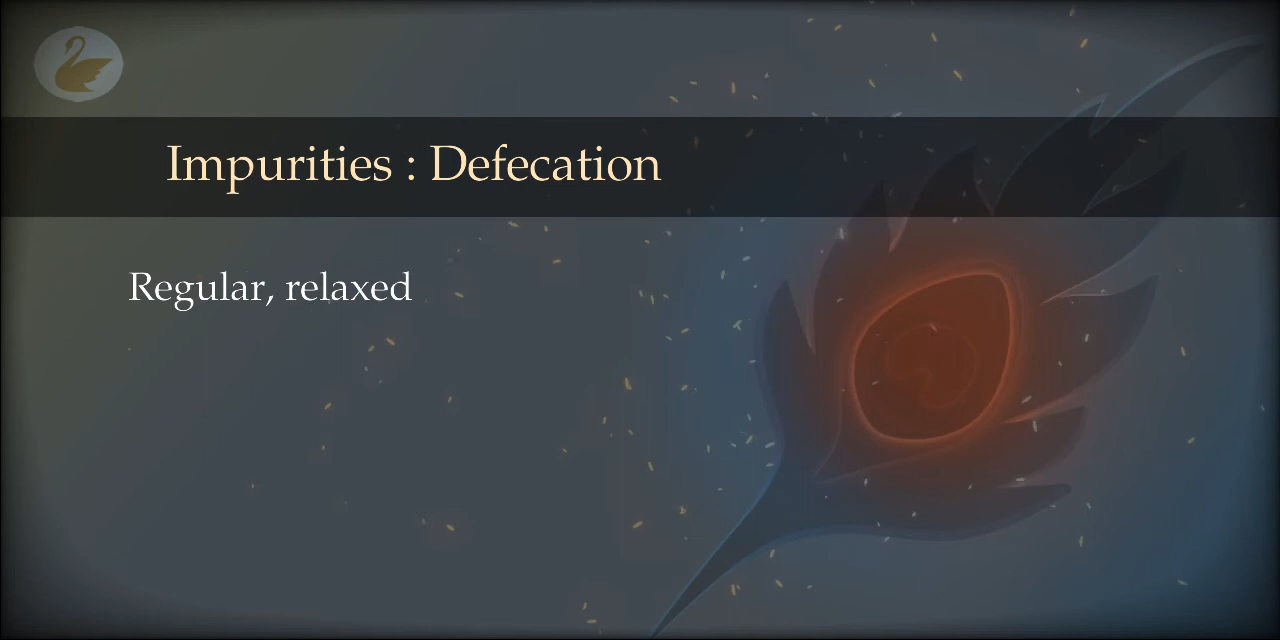 Impurities : Defecation
Regular, relaxed